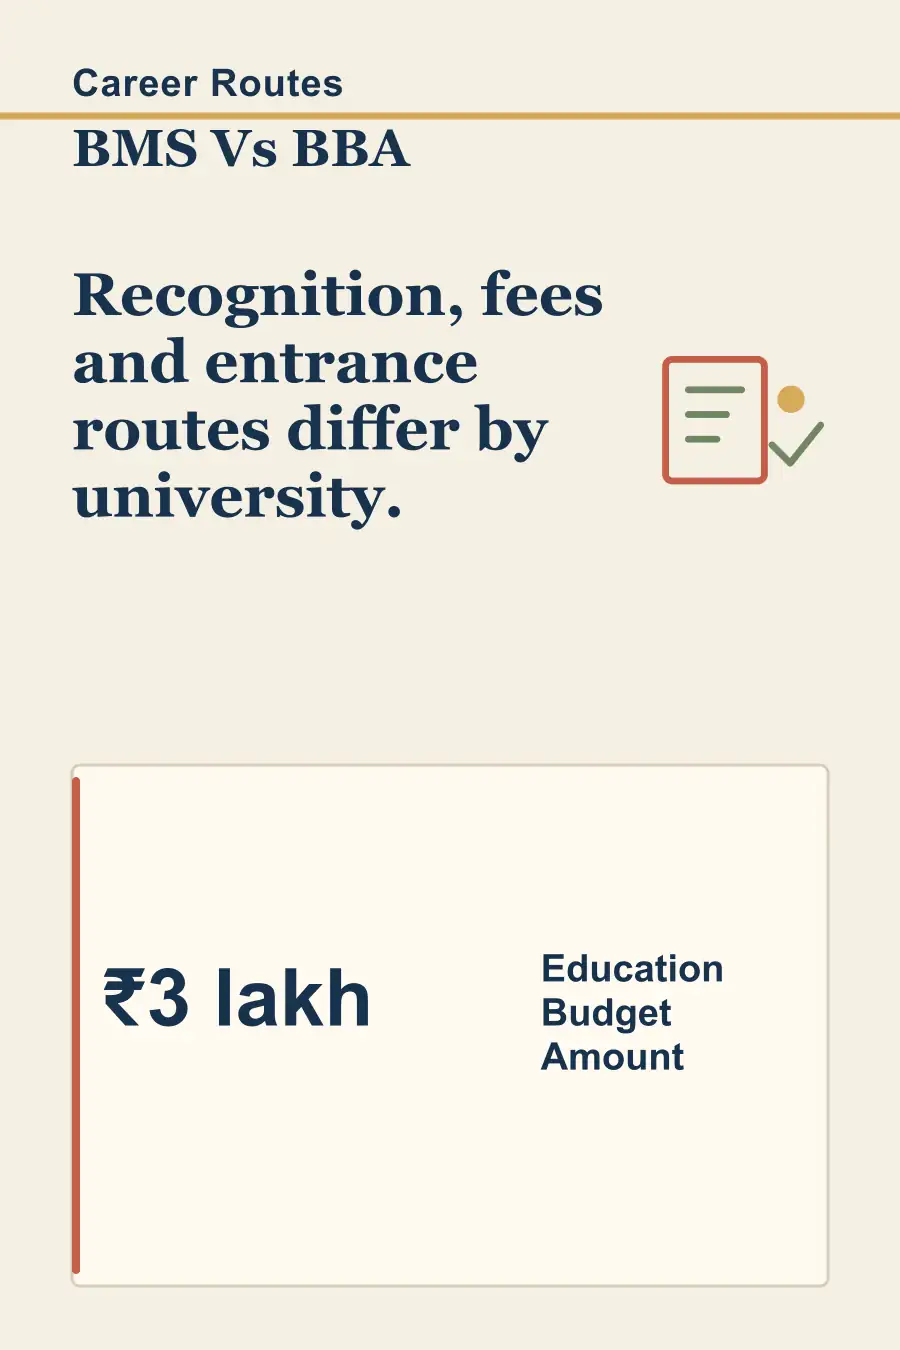 Career Routes
BMS Vs BBA
Recognition, fees
and entrance
routes differ by
university.
₹3 lakh
Education
Budget
Amount